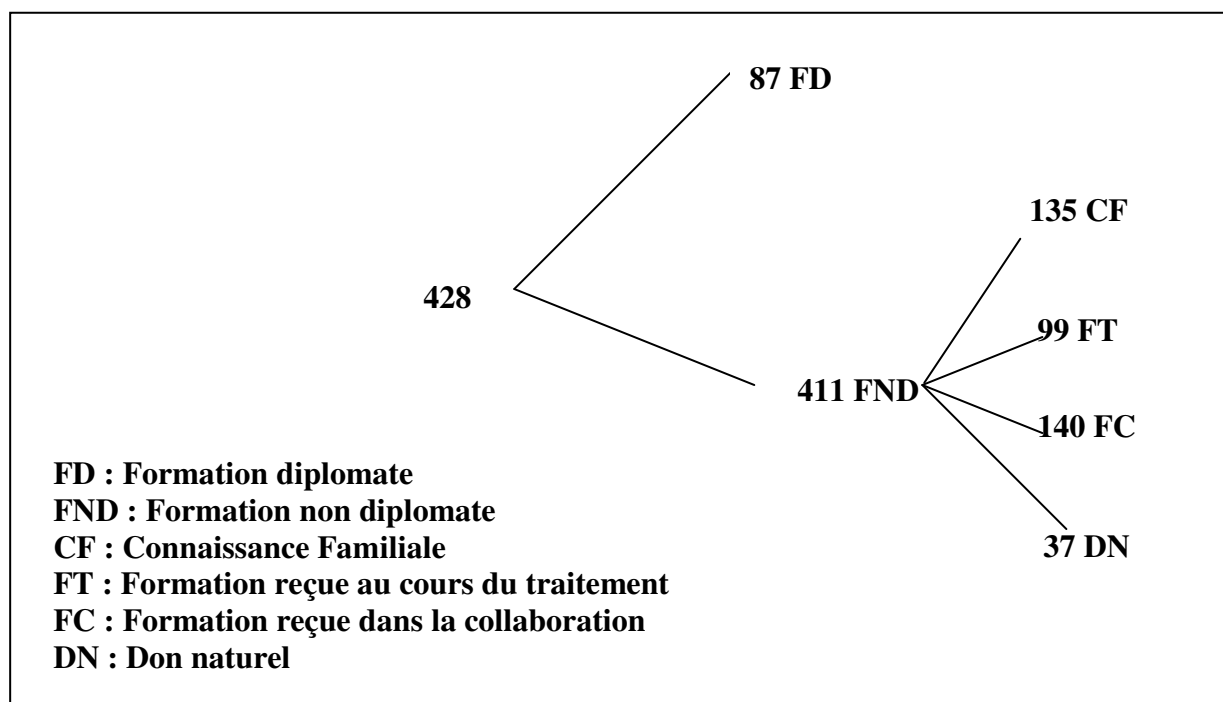 87 FD
135 CF
428
99 FT
411 FND
140 FC
37 DN
FD : Formation diplomate
FND : Formation non diplomate
CF : Connaissance Familiale
FT : Formation reçue au cours du traitement
FC : Formation reçue dans la collaboration
DN : Don naturel